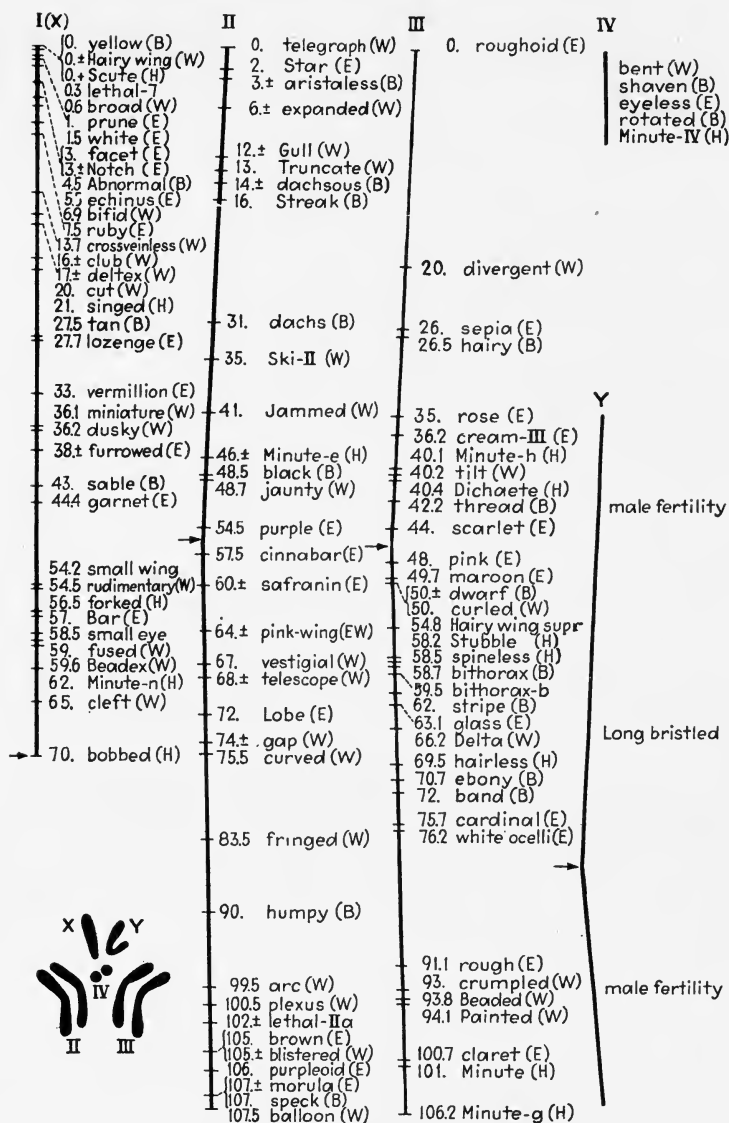 I(X)
0. yellow (B)
0.± Hairy wing (W)
0.+ Scute (H)
0.3 lethal-7
0.6 broad (W)
1. prune (E)
1.5 white (E)
3. facet (E)
3± Notch (E)
4.5 Abnormal (B)
5.5 echinus (E)
6.9 bifid (W)
7.5 ruby (E)
13.7 crossveinless (W)
16.± club (W)
17.± deltex (W)
20. cut (W)
21. singed (H)
27.5 tan (B)
27.7 lozenge (E)
33. vermillion (E)
36.1 miniature (W)
36.2 dusky (W)
38.± furrowed (E)
43. sable (B)
44.4 garnet (E)
54.2 small wing
54.5 rudimentary (W)
56.5 forked (H)
57. Bar (E)
58.5 small eye
59. fused (W)
59.6 Beadex (W)
62. Minute-n (H)
65. cleft (W)
70. bobbed (H)
II
0. telegraph (W)
2. Star (E)
3.± aristaless (B)
6.± expanded (W)
12.± Gull (W)
13. Truncate (W)
14.± dachsous (B)
16. Streak (B)
31. dachs (B)
35. Ski-II (W)
41. Jammed (W)
46.± Minute-e (H)
48.5 black (B)
48.7 jaunty (W)
54.5 purple (E)
57.5 cinnabar (E)
60.± safranin (E)
64.± pink-wing (EW)
67. vestigial (W)
68.± telescope (W)
72. Lobe (E)
74.± gap (W)
75.5 curved (W)
83.5 fringed (W)
90. humpy (B)
99.5 arc (W)
100.5 plexus (W)
102.± lethal-IIa
105. brown (E)
105.± blistered (W)
106. purpleoid (E)
107.± morula (E)
107. speck (B)
107.5 balloon (W)
III
0. roughoid (E)
20. divergent (W)
26. sepia (E)
26.5 hairy (B)
35. rose (E)
36.2 cream-III (E)
40.1 Minute-h (H)
40.2 tilt (W)
40.4 Dichaete (H)
42.2 thread (B)
44. scarlet (E)
48. pink (E)
49.7 maroon (E)
50.± dwarf (B)
50. curled (W)
54.8 Hairy wing supr
58.2 Stubble (H)
58.5 spineless (H)
58.7 bithorax (B)
59.5 bithorax-b
62. stripe (B)
63.1 glass (E)
66.2 Delta (W)
69.5 hairless (H)
70.7 ebony (B)
72. band (B)
75.7 cardinal (E)
76.2 white ocelli (E)
91.1 rough (E)
93. crumpled (W)
93.8 Beaded (W)
94.1 Painted (W)
100.7 claret (E)
101. Minute (H)
106.2 Minute-g (H)
IV
bent (W)
shaven (B)
eyeless (E)
rotated (B)
Minute-IV (H)
Y
male fertility
Long bristled
male fertility
X
Y
IV
II
III